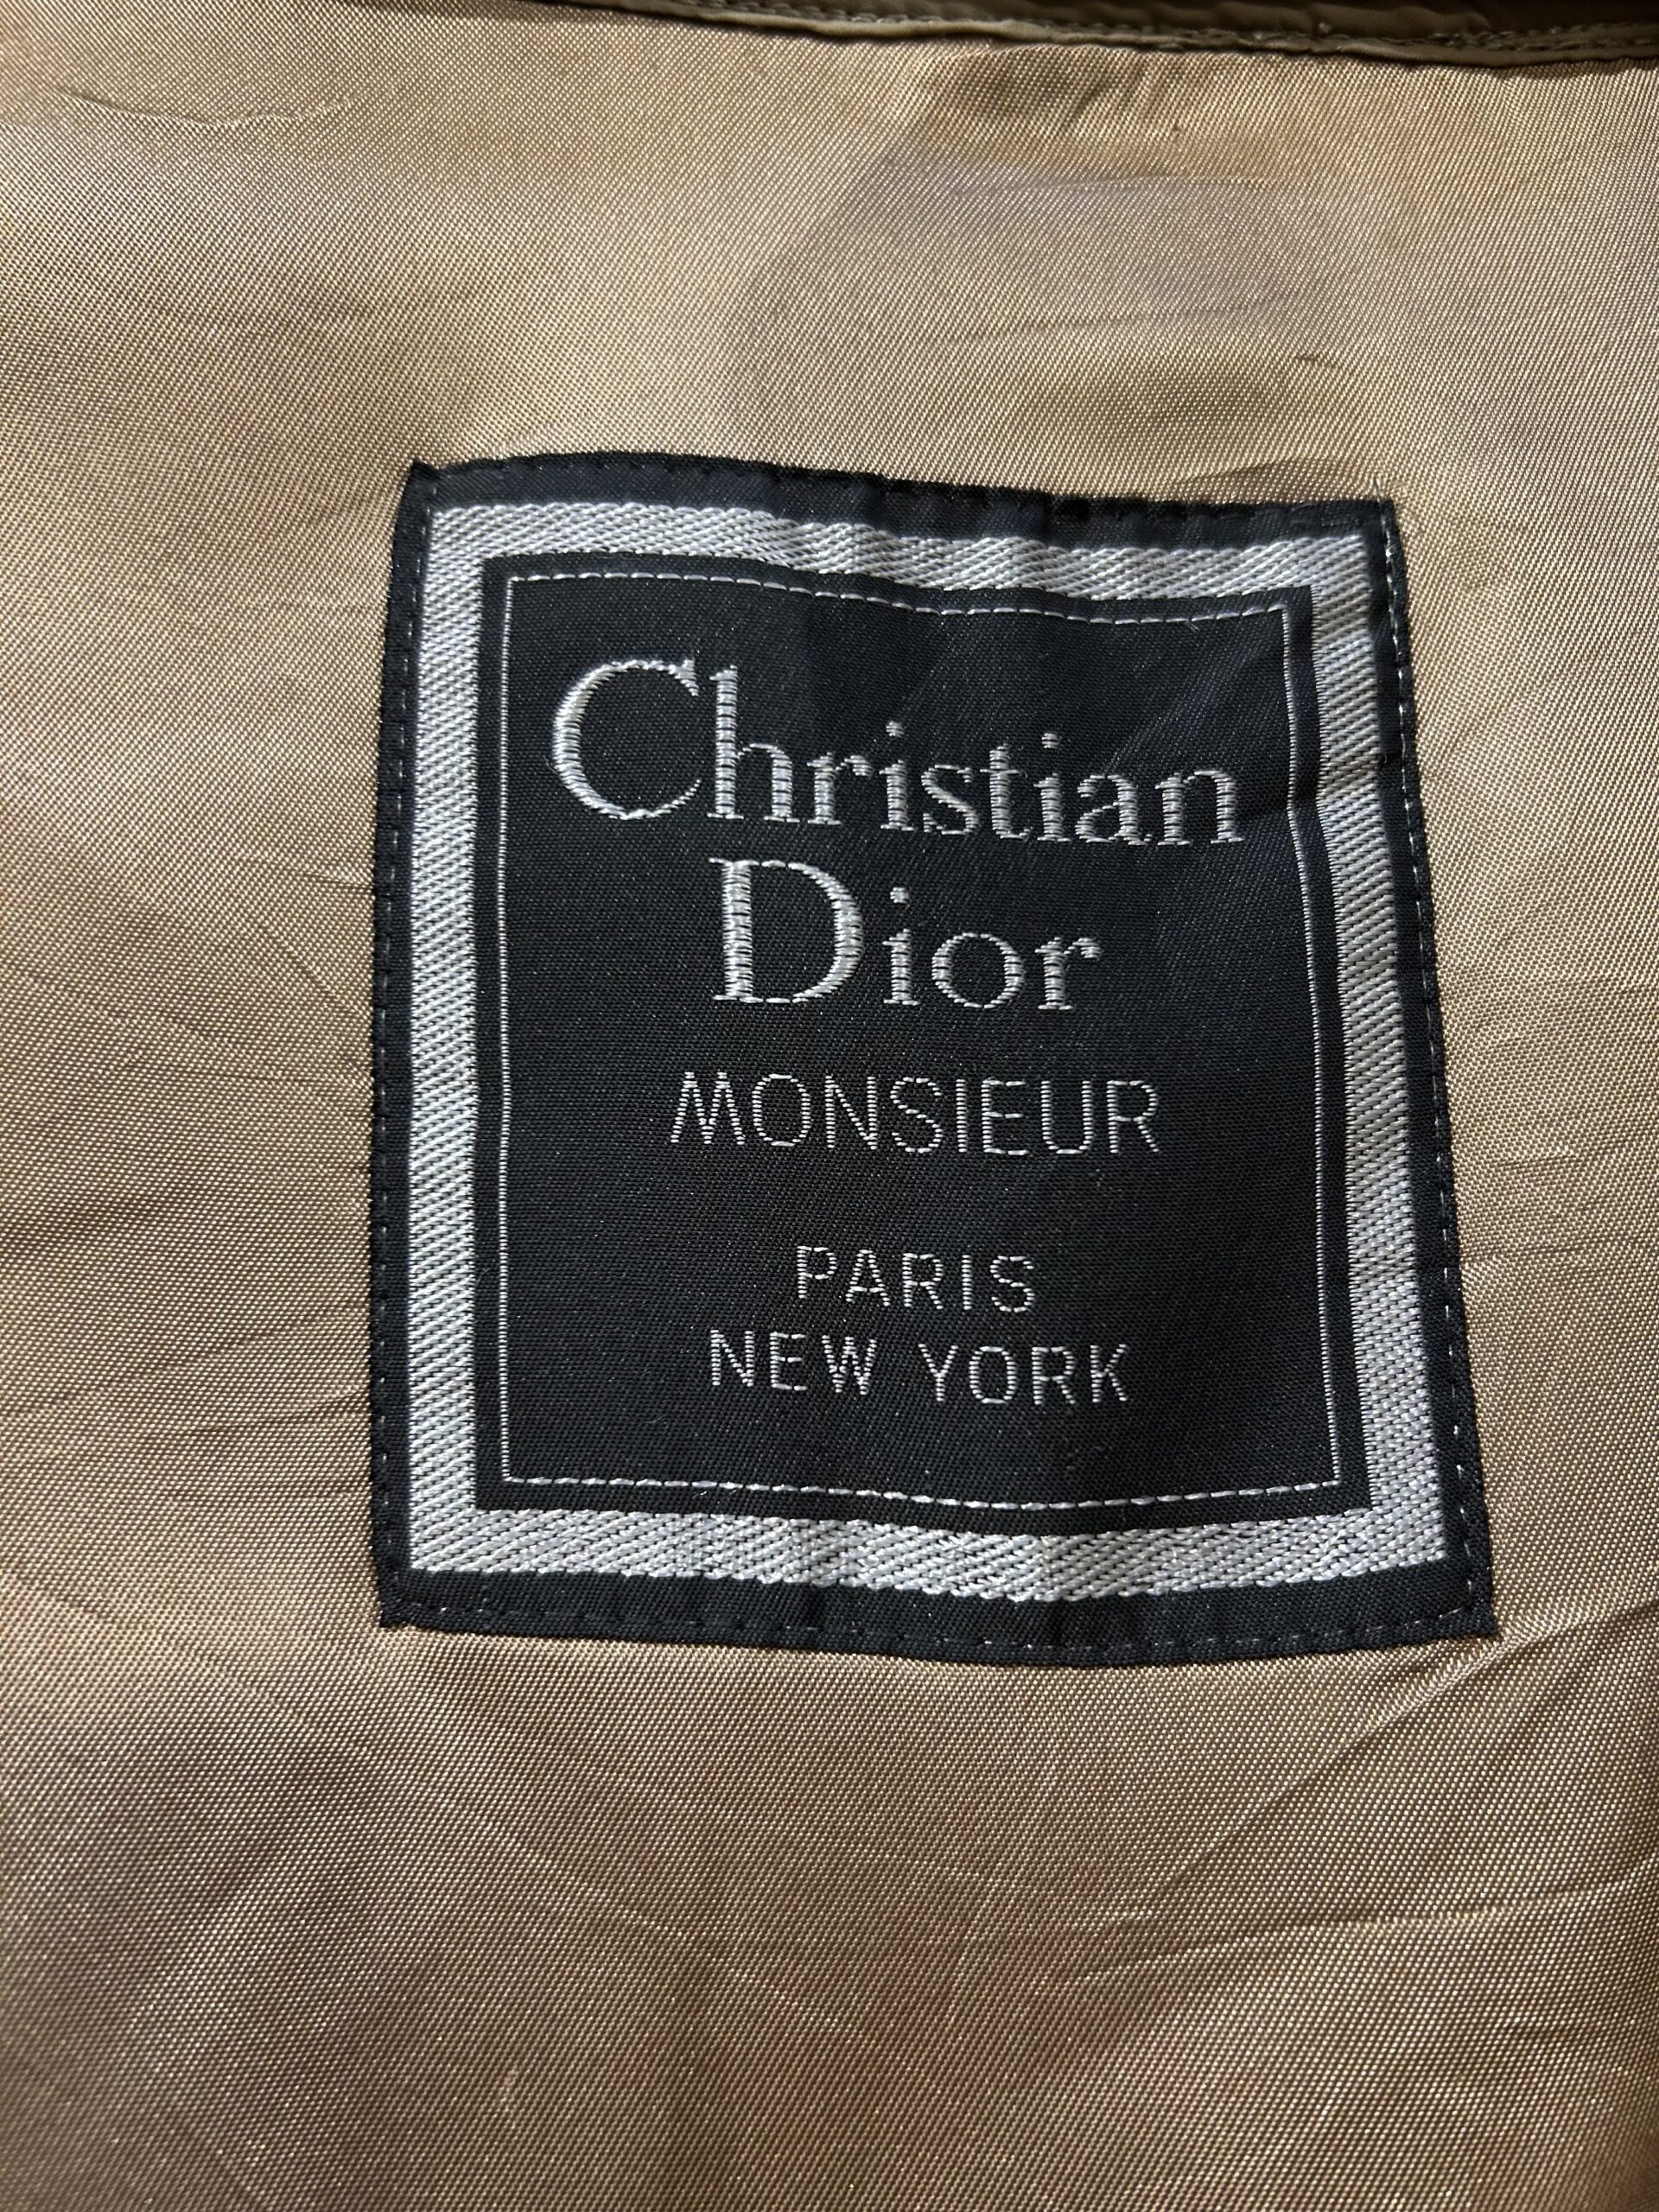 Christian
Dior
MONSIEUR
PARIS
NEW YORK